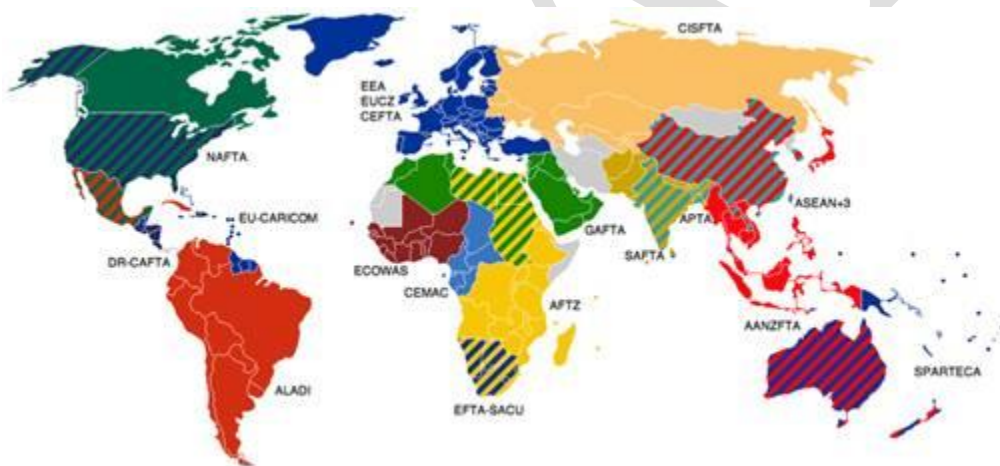 CISFTA
EEA
EUCZ
CEFTA
NAFTA
EU-CARICOM
DR-CAFTA
ECOWAS
CEMAC
GAFTA
SAFTA
APTA
ASEAN+3
AFTZ
AANZFTA
SPARTECA
ALADI
EFTA-SACU